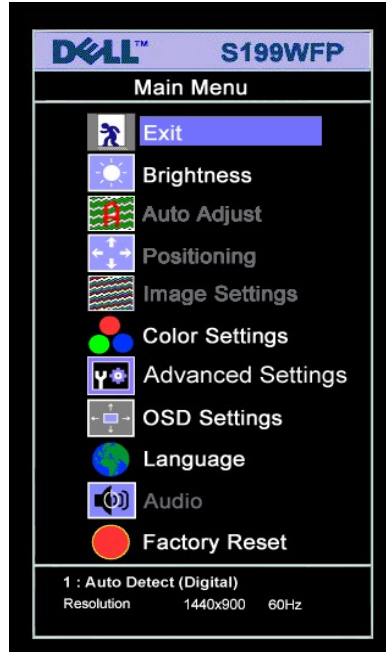 DELL™ S199WFP
Main Menu
Exit
Brightness
Auto Adjust
Positioning
Image Settings
Color Settings
Advanced Settings
OSD Settings
Language
Audio
Factory Reset
1 : Auto Detect (Digital)
Resolution 1440x900 60Hz